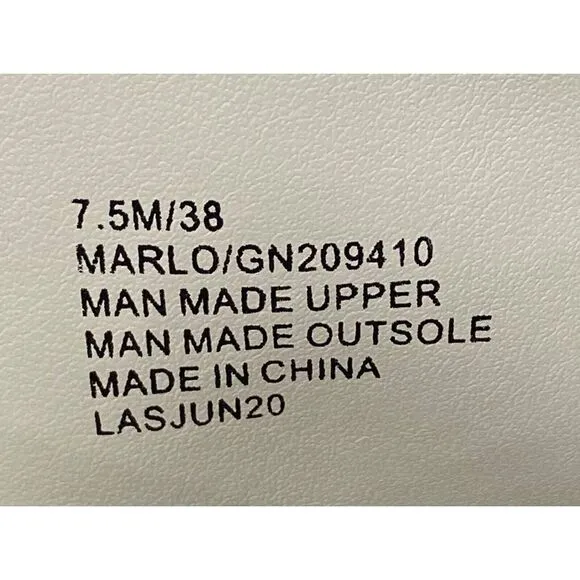 7.5M/38
MARLO/GN209410
MAN MADE UPPER
MAN MADE OUTSOLE
MADE IN CHINA
LASJUN20